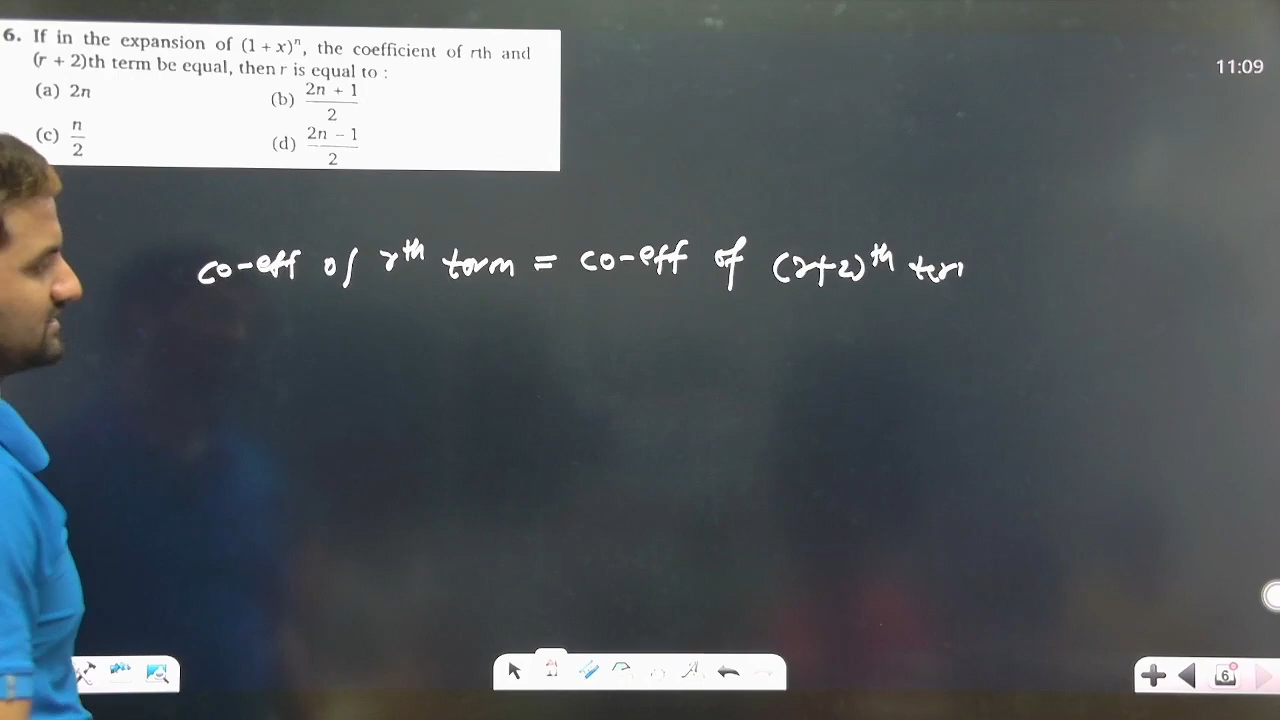 6. If in the expansion of (1 + x)ⁿ, the coefficient of rth and
(r + 2)th term be equal, then r is equal to :
(a) 2n
(b) 2n + 1 / 2
(c) n / 2
(d) 2n − 1 / 2
11:09
co-eff of rth term = co-eff of (r+2)th ter
6